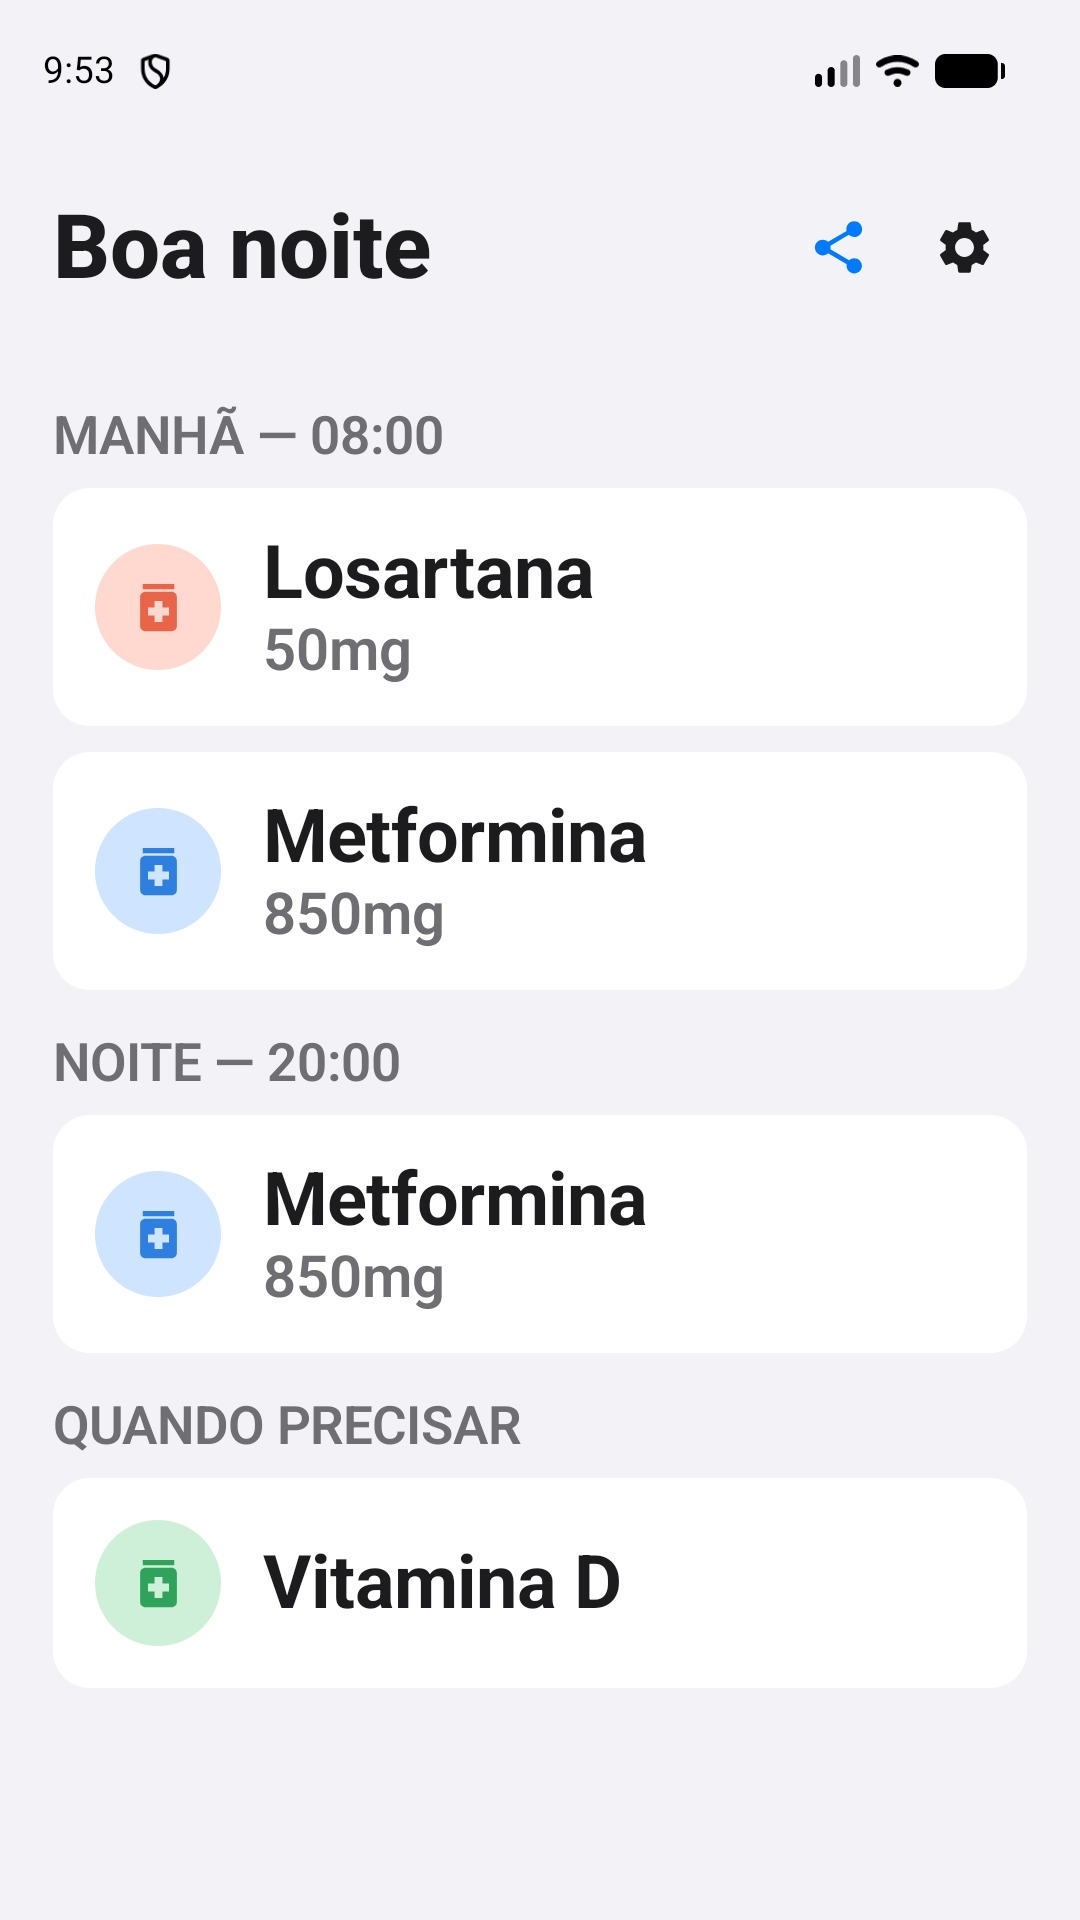 9:53
Boa noite
MANHÃ — 08:00
Losartana
50mg
Metformina
850mg
NOITE — 20:00
Metformina
850mg
QUANDO PRECISAR
Vitamina D